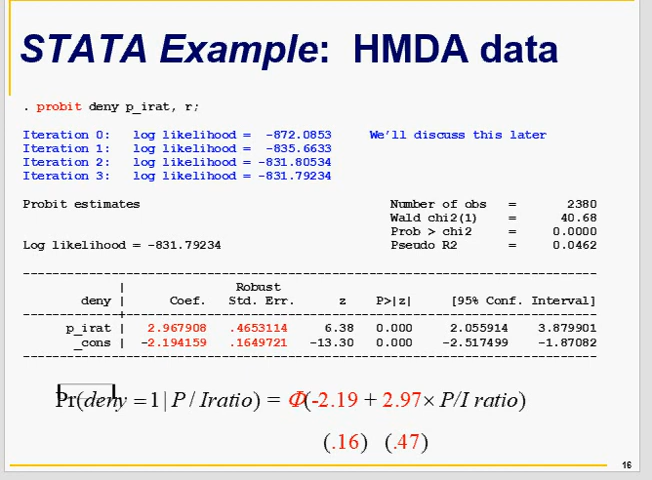 STATA Example: HMDA data
. probit deny p_irat, r;
Iteration 0: log likelihood = -872.0853 We'll discuss this later
Iteration 1: log likelihood = -835.6633
Iteration 2: log likelihood = -831.80534
Iteration 3: log likelihood = -831.79234
Probit estimates Number of obs = 2380
Wald chi2(1) = 40.68
Prob > chi2 = 0.0000
Log likelihood = -831.79234 Pseudo R2 = 0.0462
------------------------------------------------------------------------------
| Robust
deny | Coef. Std. Err. z P>|z| [95% Conf. Interval]
-------------+----------------------------------------------------------------
p_irat | 2.967908 .4653114 6.38 0.000 2.055914 3.879901
_cons | -2.194159 .1649721 -13.30 0.000 -2.517499 -1.87082
------------------------------------------------------------------------------
Pr(deny = 1 | P / Iratio) = Φ(-2.19 + 2.97× P/I ratio)
(.16) (.47)
16